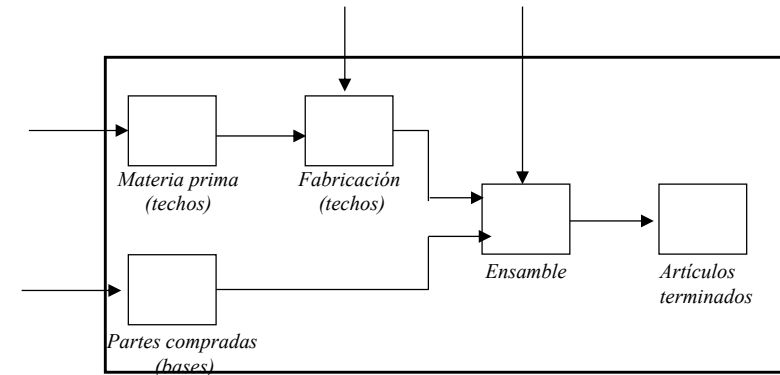 Materia prima
(techos)
Fabricación
(techos)
Ensamble
Artículos
terminados
Partes compradas
(bases)